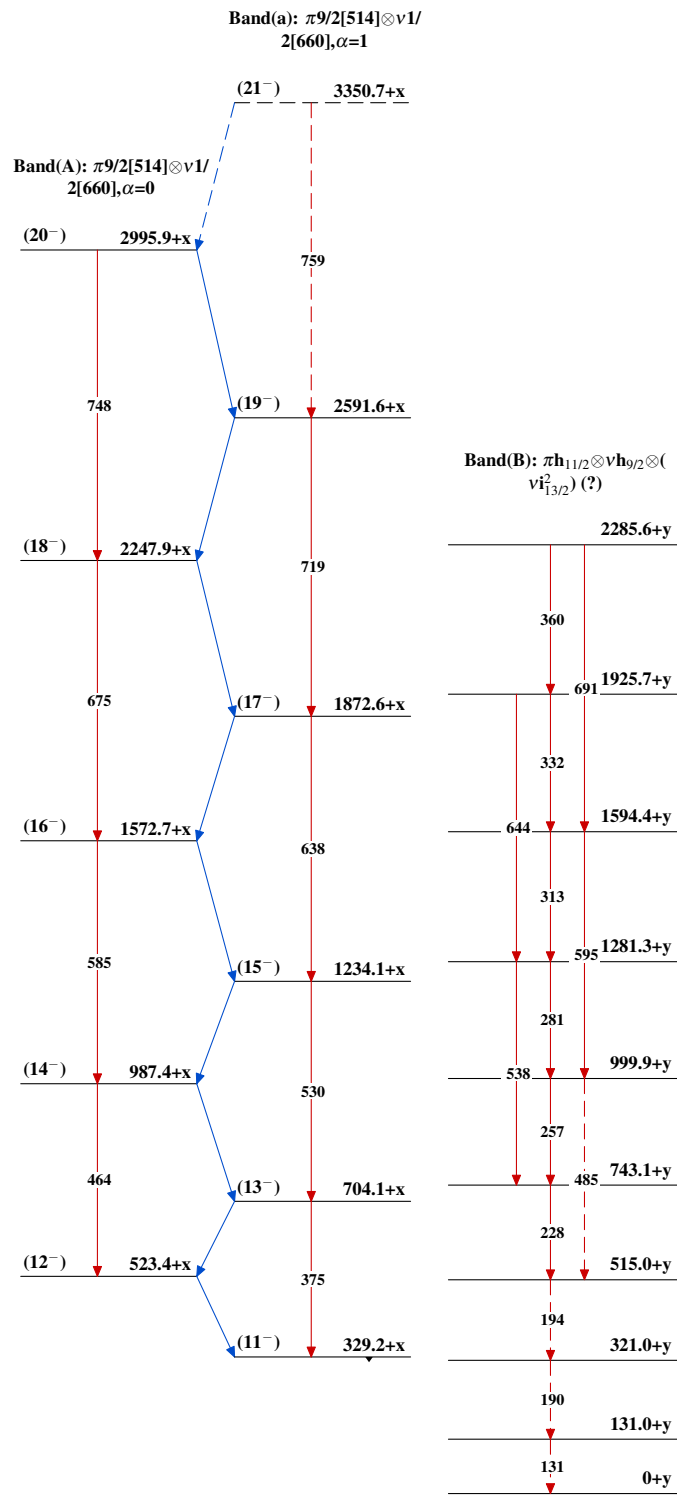 Band(a): π9/2[514]⊗ν1/
2[660],α=1
(21⁻) 3350.7+x
759
(19⁻) 2591.6+x
719
(17⁻) 1872.6+x
638
(15⁻) 1234.1+x
530
(13⁻) 704.1+x
375
(11⁻) 329.2+x
Band(A): π9/2[514]⊗ν1/
2[660],α=0
(20⁻) 2995.9+x
748
(18⁻) 2247.9+x
675
(16⁻) 1572.7+x
585
(14⁻) 987.4+x
464
(12⁻) 523.4+x
Band(B): πh₁₁/₂⊗νh₉/₂⊗(
νi²₁₃/₂) (?)
2285.6+y
360
691
1925.7+y
332
644
1594.4+y
313
595
1281.3+y
281
538
999.9+y
257
485
743.1+y
228
515.0+y
194
321.0+y
190
131.0+y
131
0+y